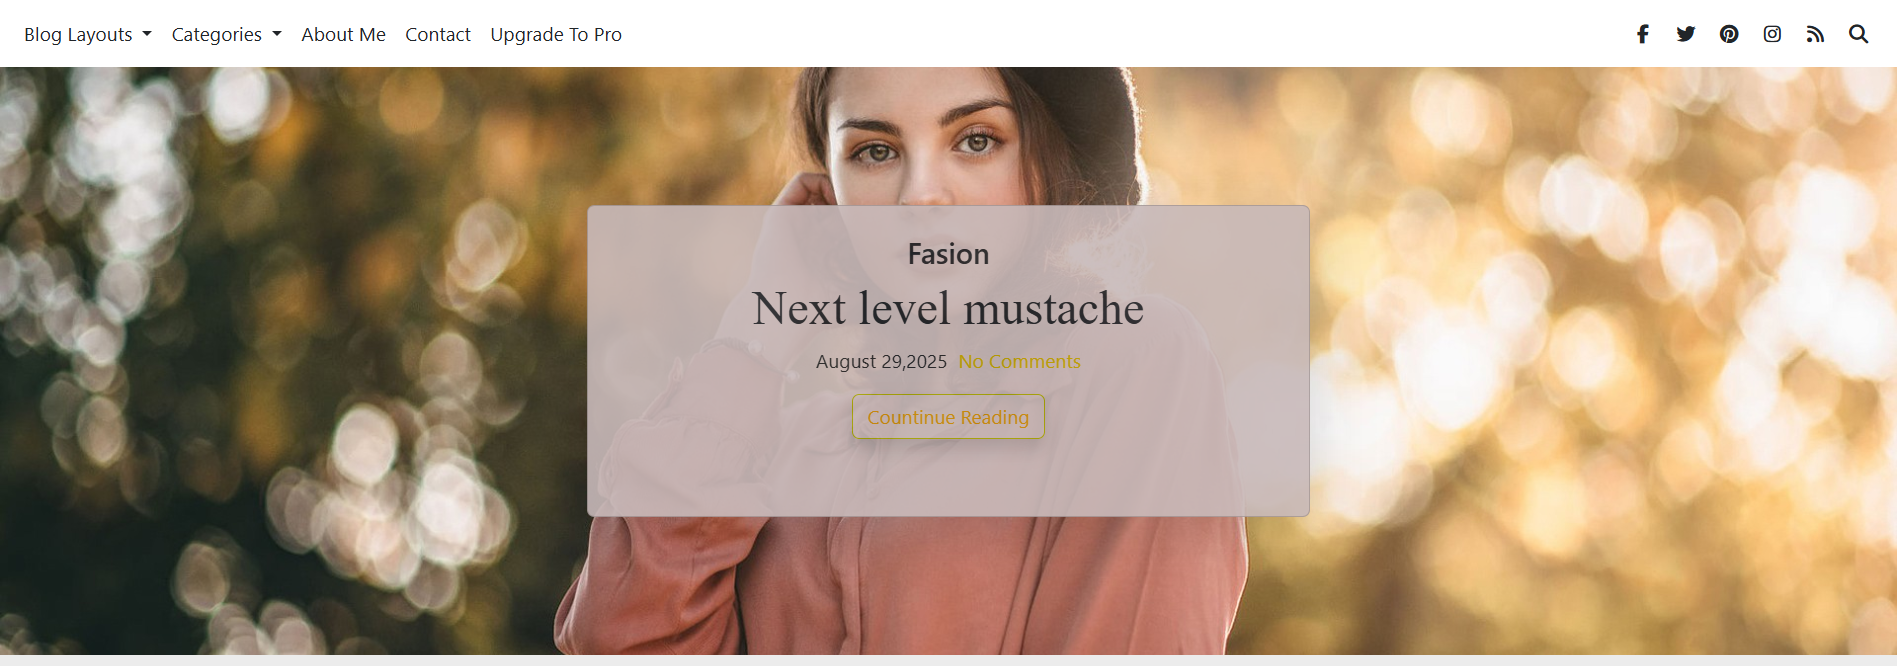 Blog Layouts Categories About Me Contact Upgrade To Pro
Fasion
Next level mustache
August 29,2025 No Comments
Countinue Reading